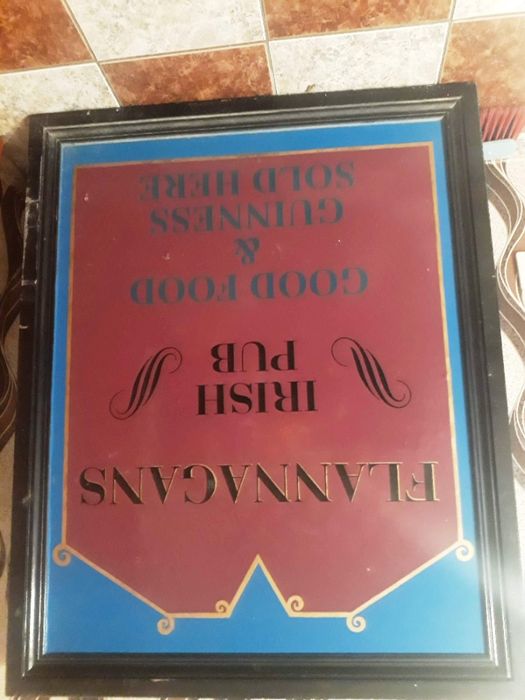 FLANNAGANS
IRISH
PUB
GOOD FOOD
&
GUINNESS
SOLD HERE